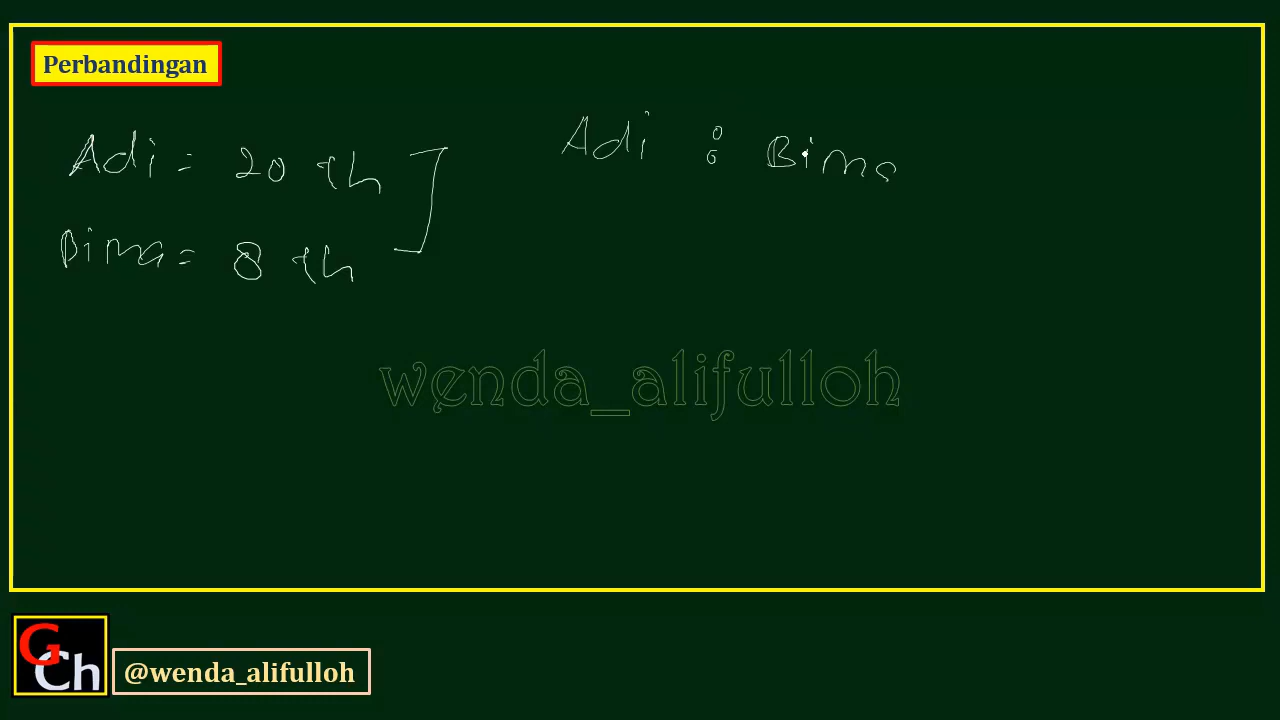 Perbandingan
Adi = 20 th
Bima = 8 th
Adi : Bima
wenda_alifulloh
GCh
@wenda_alifulloh